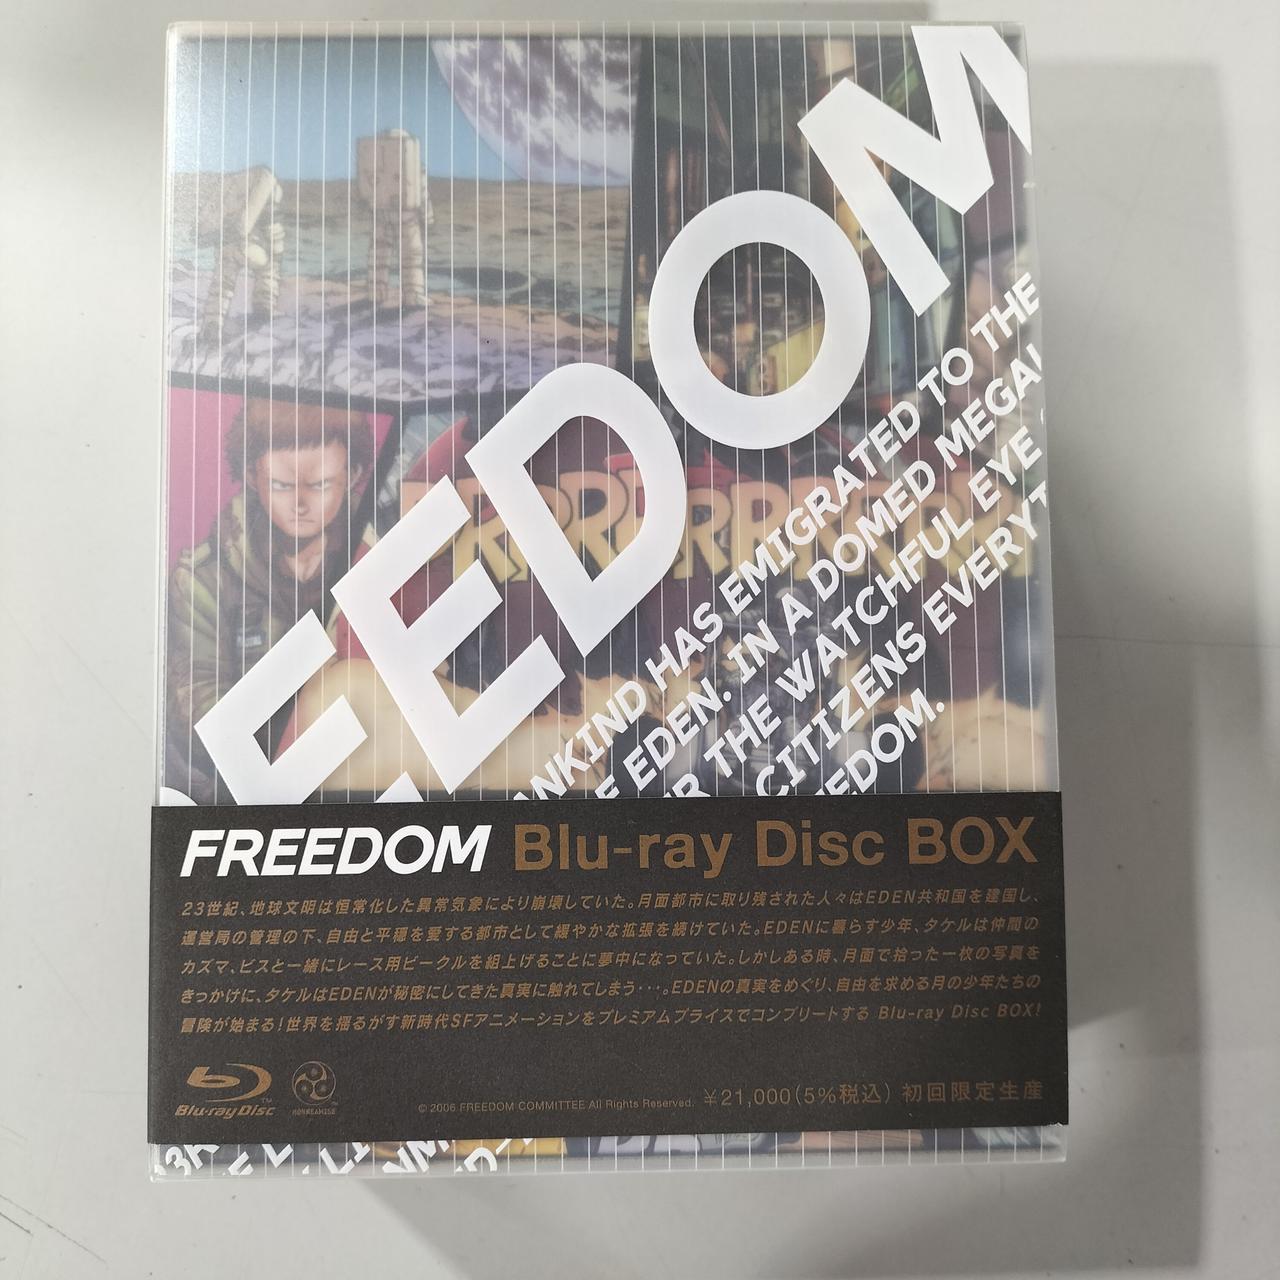 REEDOM
ANKIND HAS EMIGRATED TO THE
E EDEN. IN A DOMED MEGAL
ER THE WATCHFUL EYE
CITIZENS EVERYT
EEDOM.
RRRRRRRRRR
FREEDOM Blu-ray Disc BOX
23世紀、地球文明は恒常化した異常気象により崩壊していた。月面都市に取り残された人々はEDEN共和国を建国し、
運営局の管理の下、自由と平穏を愛する都市として緩やかな拡張を続けていた。EDENに暮らす少年、タケルは仲間の
カズマ、ビスと一緒にレース用ビークルを組上げることに夢中になっていた。しかしある時、月面で拾った一枚の写真を
きっかけに、タケルはEDENが秘密にしてきた真実に触れてしまう・・・。EDENの真実をめぐり、自由を求める月の少年たちの
冒険が始まる!世界を揺るがす新時代SFアニメーションをプレミアムプライスでコンプリートする Blu-ray Disc BOX!
Blu-ray Disc
TM
HONNEAMISE
© 2006 FREEDOM COMMITTEE All Rights Reserved.
¥21,000(5%税込) 初回限定生産